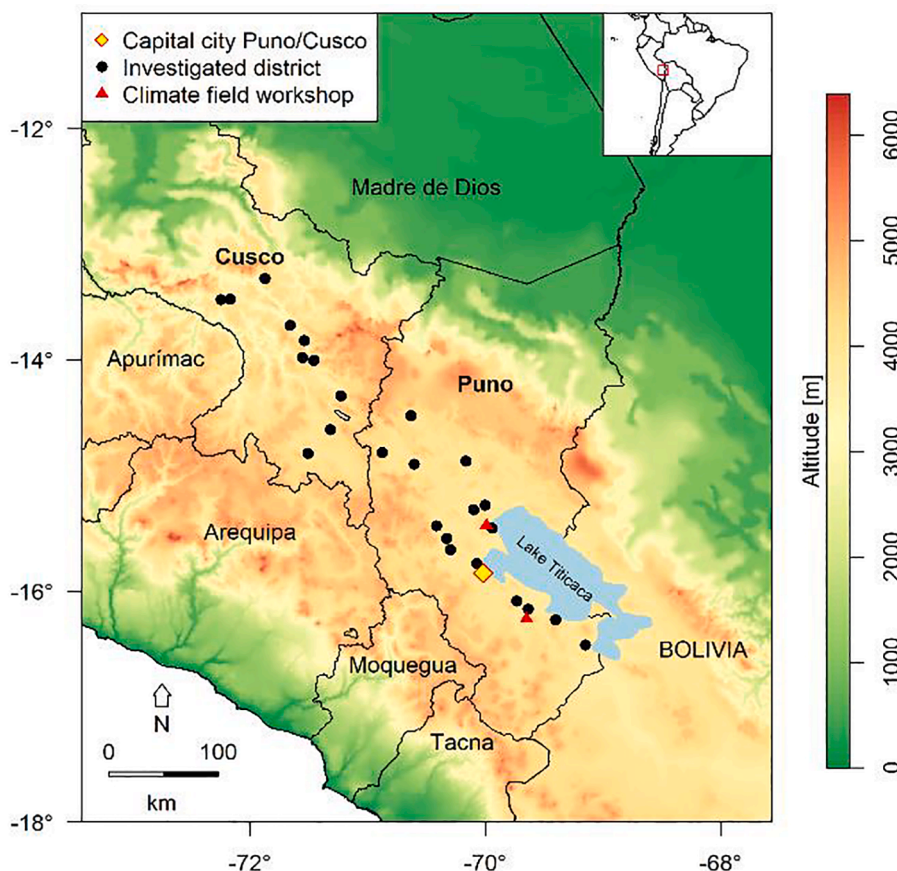 Capital city Puno/Cusco
Investigated district
Climate field workshop
-12°
-14°
-16°
-18°
Madre de Dios
Cusco
Apurímac
Puno
Arequipa
Lake Titicaca
BOLIVIA
Moquegua
Tacna
N
0 100
km
-72° -70° -68°
Altitude [m]
6000
5000
4000
3000
2000
1000
0